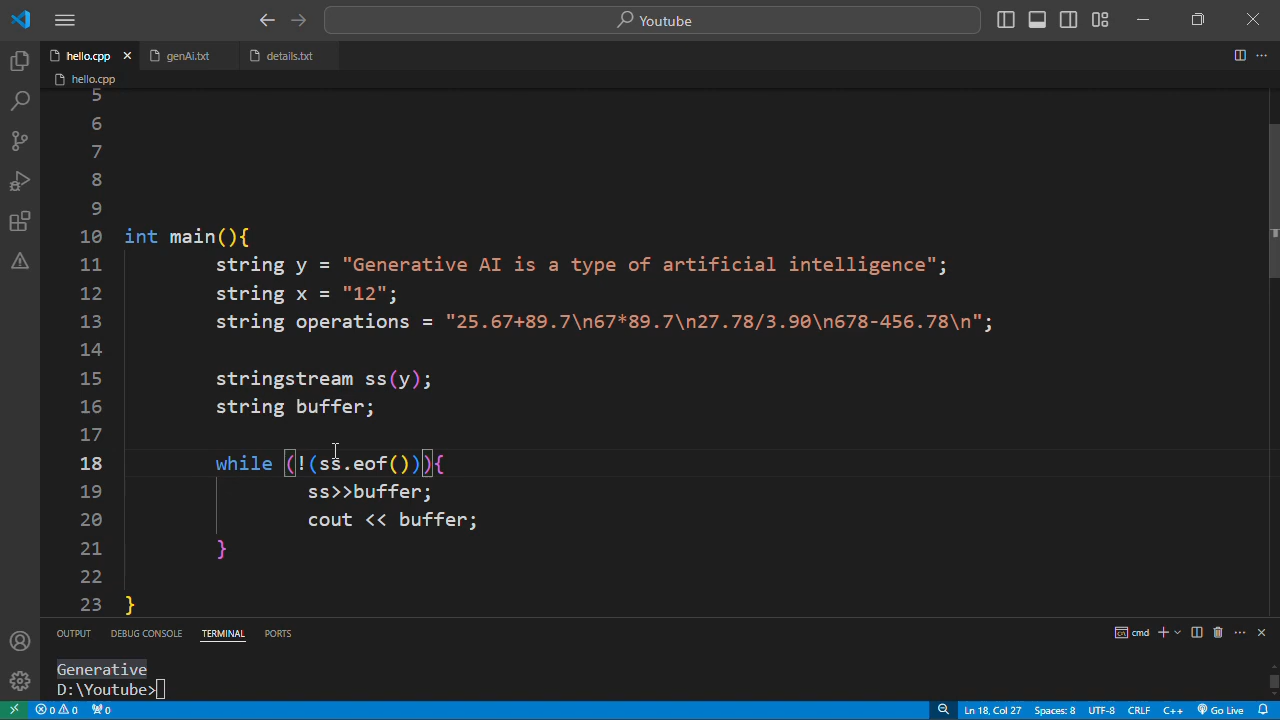 Youtube
hello.cpp genAi.txt details.txt
hello.cpp
5
6
7
8
9
10 int main(){
11 string y = "Generative AI is a type of artificial intelligence";
12 string x = "12";
13 string operations = "25.67+89.7\n67*89.7\n27.78/3.90\n678-456.78\n";
14
15 stringstream ss(y);
16 string buffer;
17
18 while (!(ss.eof())){
19 ss>>buffer;
20 cout << buffer;
21 }
22
23 }
OUTPUT DEBUG CONSOLE TERMINAL PORTS cmd
Generative
D:\Youtube>
0 0 0 Ln 18, Col 27 Spaces: 8 UTF-8 CRLF C++ Go Live